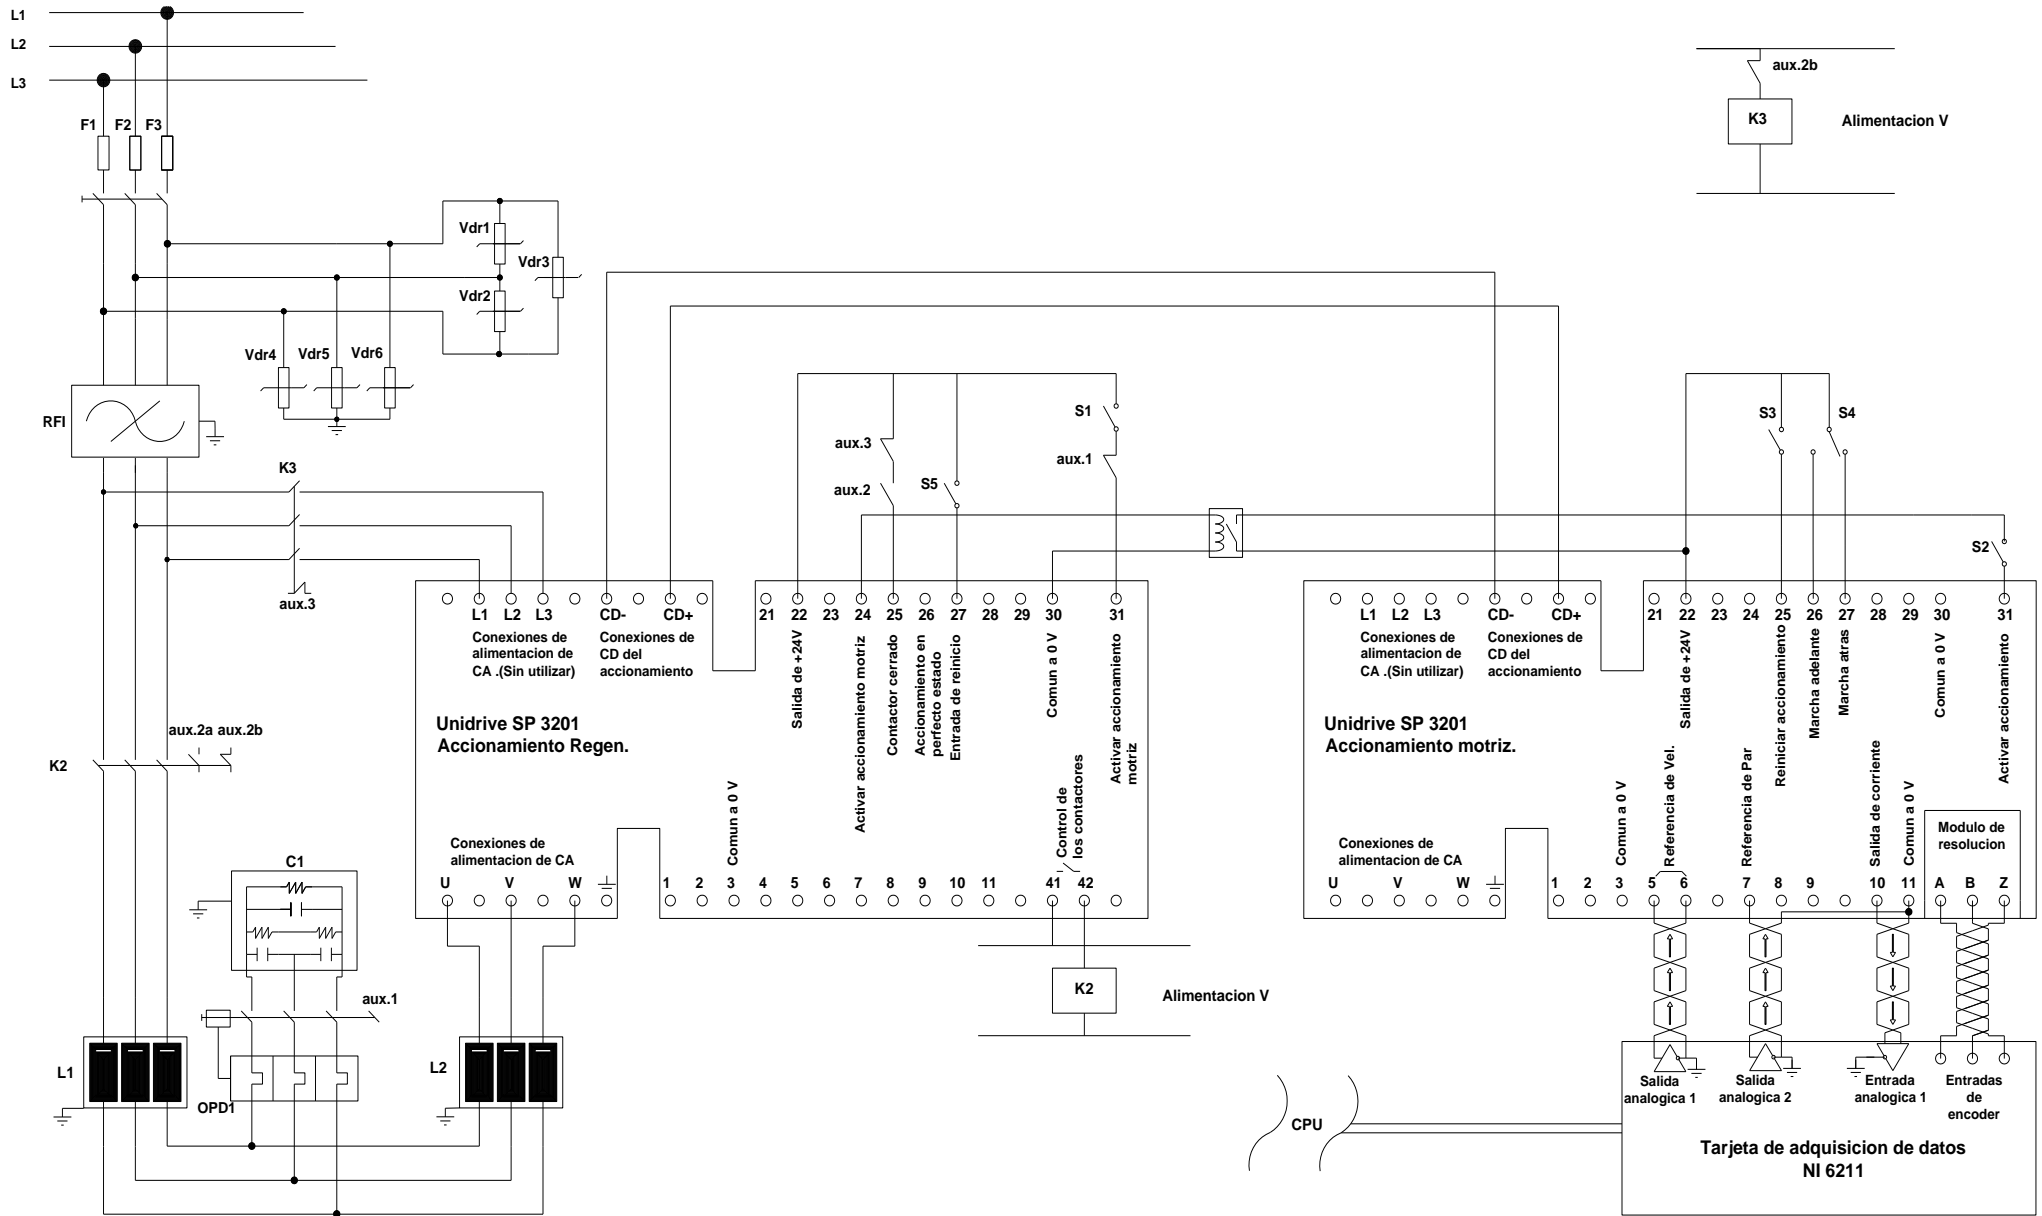 L1
L2
L3
F1 F2 F3
aux.2b
K3
Alimentacion V
Vdr1
Vdr3
Vdr2
Vdr4 Vdr5 Vdr6
RFI
K3
aux.3
S1
aux.3
aux.1
aux.2
S5
S3
S4
S2
L1 L2 L3 CD- CD+
Conexiones de
alimentacion de
CA .(Sin utilizar)
Conexiones de
CD del
accionamiento
21 22 23 24 25 26 27 28 29 30 31
Salida de +24V
Activar accionamiento motriz
Contactor cerrado
Accionamiento en
perfecto estado
Entrada de reinicio
Comun a 0 V
Activar accionamiento
motriz
Unidrive SP 3201
Accionamiento Regen.
Comun a 0 V
Control de
los contactores
Conexiones de
alimentacion de CA
U V W
1 2 3 4 5 6 7 8 9 10 11 41 42
L1 L2 L3 CD- CD+
Conexiones de
alimentacion de
CA .(Sin utilizar)
Conexiones de
CD del
accionamiento
21 22 23 24 25 26 27 28 29 30 31
Salida de +24V
Reiniciar accionamiento
Marcha adelante
Marcha atras
Comun a 0 V
Activar accionamiento
Unidrive SP 3201
Accionamiento motriz.
Comun a 0 V
Referencia de Vel.
Referencia de Par
Salida de corriente
Comun a 0 V
Modulo de
resolucion
Conexiones de
alimentacion de CA
U V W
1 2 3 5 6 7 8 9 10 11 A B Z
aux.2a aux.2b
K2
C1
aux.1
L1
OPD1
L2
K2
Alimentacion V
Salida
analogica 1
Salida
analogica 2
Entrada
analogica 1
Entradas
de
encoder
CPU
Tarjeta de adquisicion de datos
NI 6211